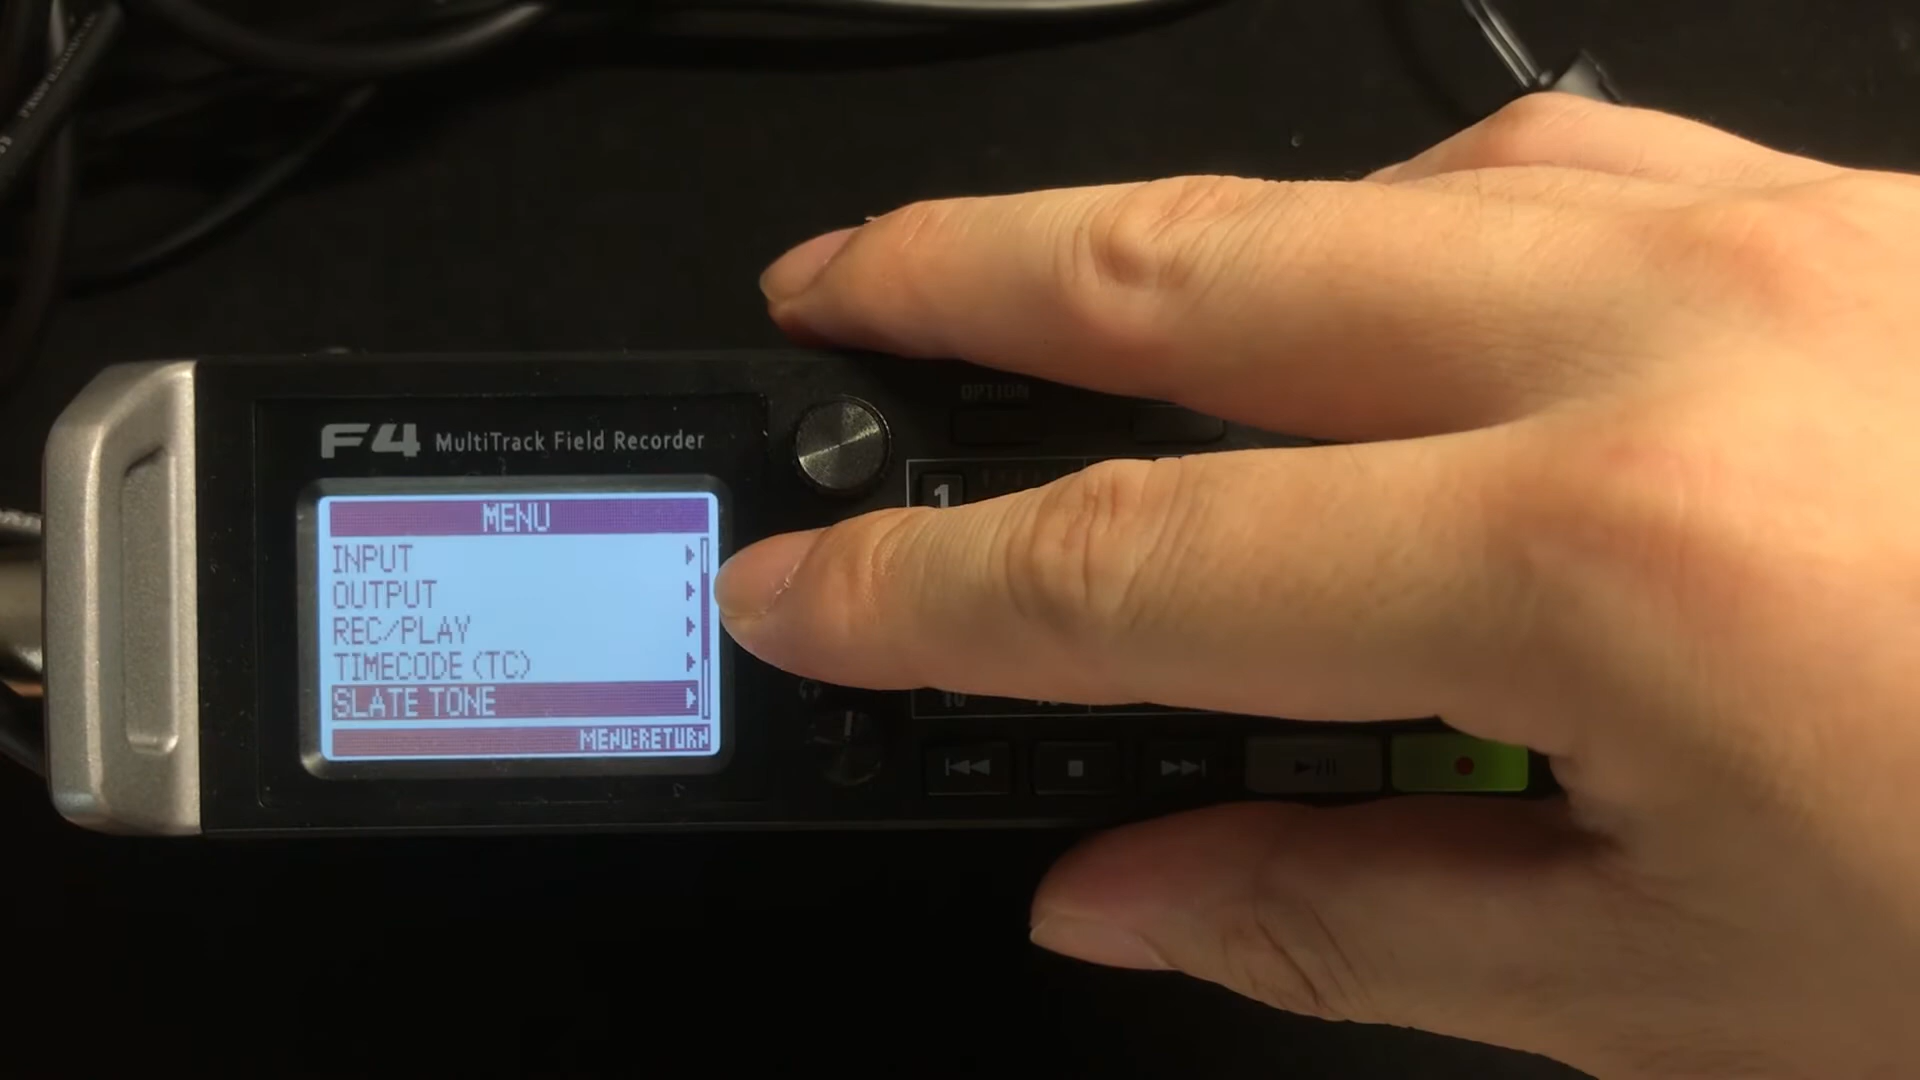 F4 MultiTrack Field Recorder
MENU
INPUT
OUTPUT
REC/PLAY
TIMECODE (TC)
SLATE TONE
MENU:RETURN
OPTION
1